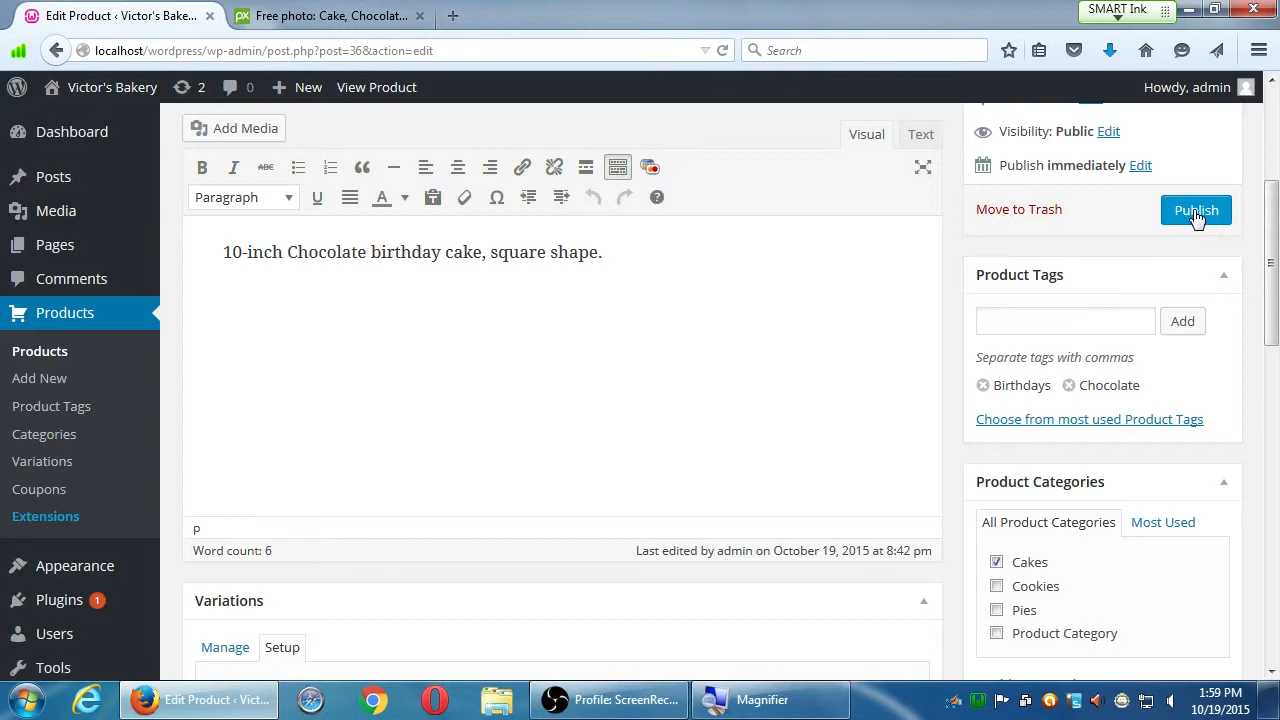 Edit Product ‹ Victor's Bake...
Free photo: Cake, Chocolat...
SMART Ink
localhost/wordpress/wp-admin/post.php?post=36&action=edit
Search
Victor's Bakery
2
0
New
View Product
Howdy, admin
Dashboard
Posts
Media
Pages
Comments
Products
Products
Add New
Product Tags
Categories
Variations
Coupons
Extensions
Appearance
Plugins 1
Users
Tools
Add Media
Visual
Text
B I ABC
Paragraph
U
A
10-inch Chocolate birthday cake, square shape.
p
Word count: 6
Last edited by admin on October 19, 2015 at 8:42 pm
Variations
Manage
Setup
Visibility: Public Edit
Publish immediately Edit
Move to Trash
Publish
Product Tags
Add
Separate tags with commas
Birthdays
Chocolate
Choose from most used Product Tags
Product Categories
All Product Categories
Most Used
Cakes
Cookies
Pies
Product Category
Edit Product ‹ Vict...
Profile: ScreenRec...
Magnifier
1:59 PM
10/19/2015